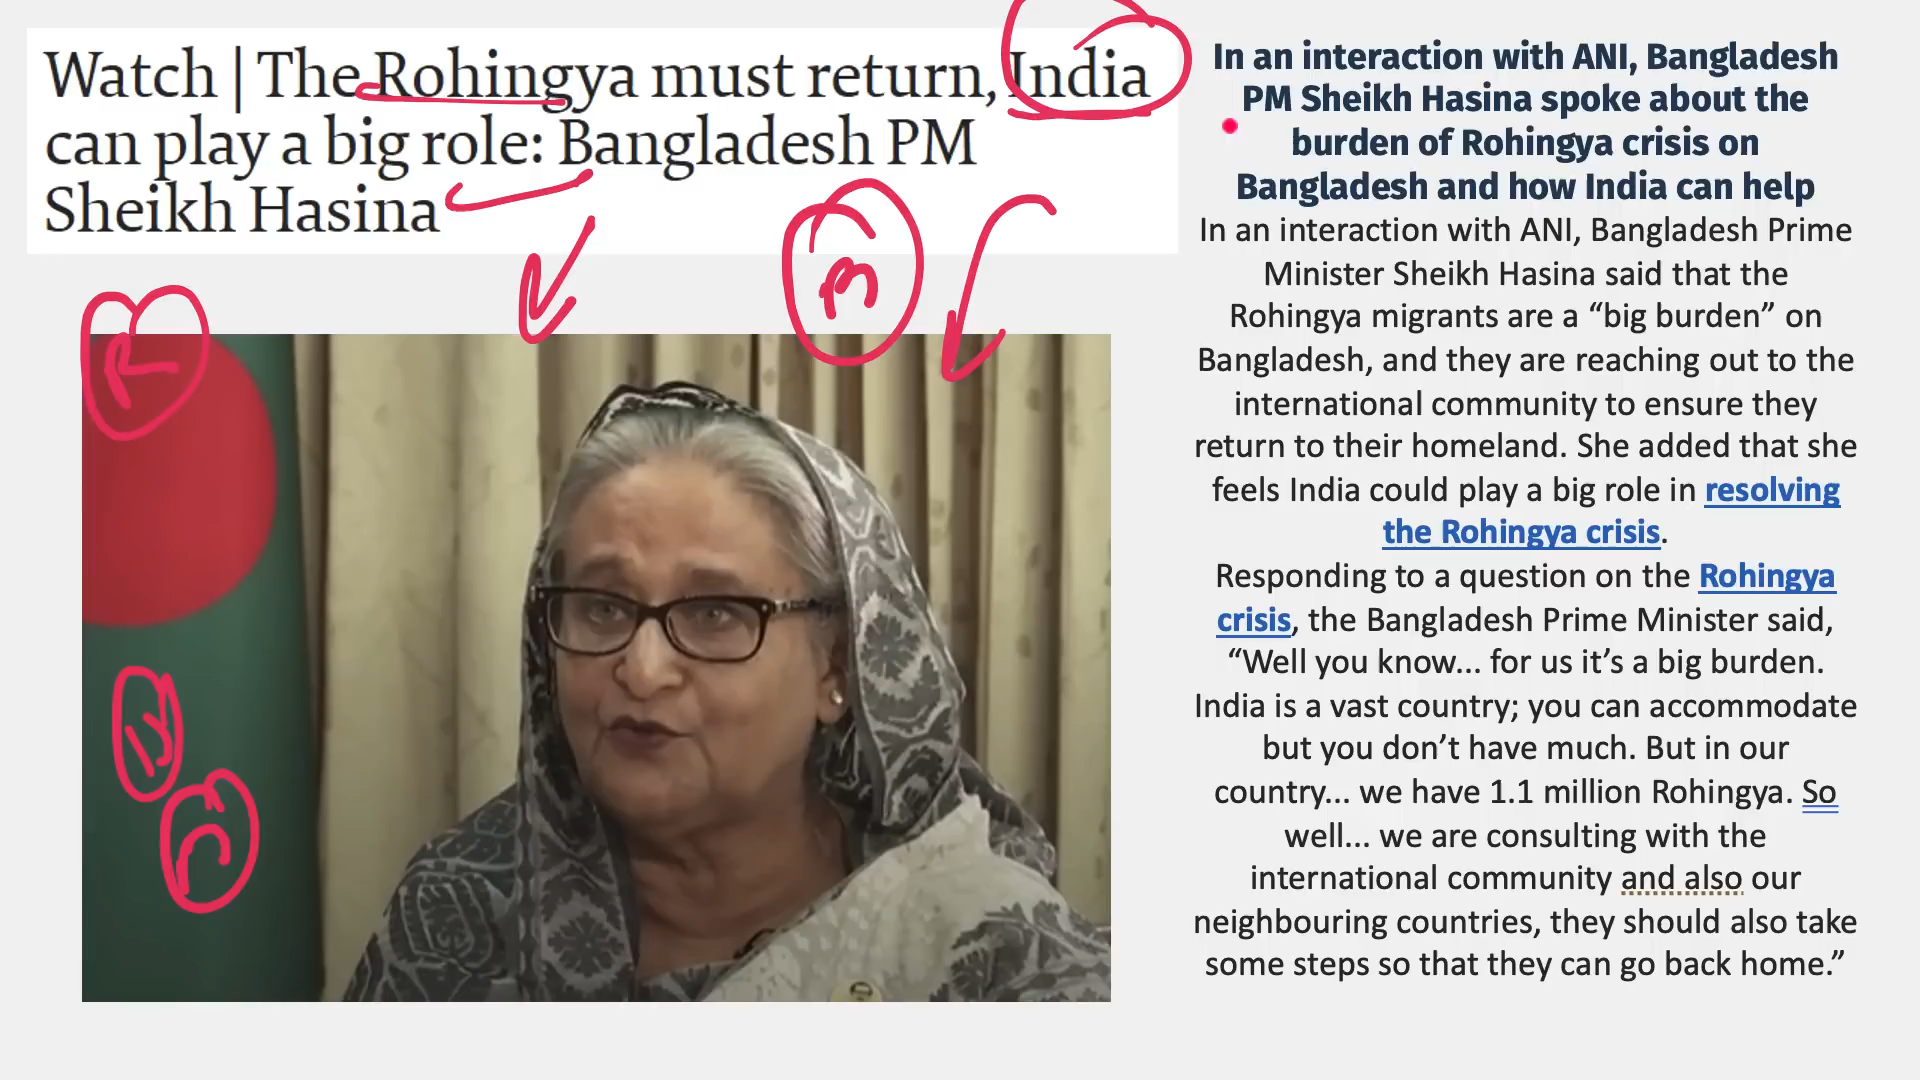 Watch | The Rohingya must return, India
can play a big role: Bangladesh PM
Sheikh Hasina
R
m
In an interaction with ANI, Bangladesh
PM Sheikh Hasina spoke about the
burden of Rohingya crisis on
Bangladesh and how India can help
In an interaction with ANI, Bangladesh Prime
Minister Sheikh Hasina said that the
Rohingya migrants are a “big burden” on
Bangladesh, and they are reaching out to the
international community to ensure they
return to their homeland. She added that she
feels India could play a big role in resolving
the Rohingya crisis.
Responding to a question on the Rohingya
crisis, the Bangladesh Prime Minister said,
“Well you know... for us it’s a big burden.
India is a vast country; you can accommodate
but you don’t have much. But in our
country... we have 1.1 million Rohingya. So
well... we are consulting with the
international community and also our
neighbouring countries, they should also take
some steps so that they can go back home.”